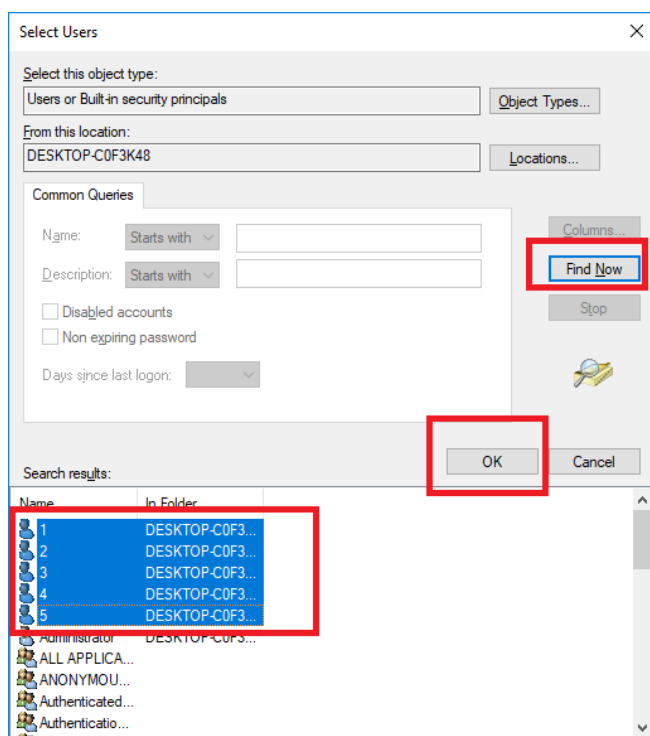 Select Users
Select this object type:
Users or Built-in security principals
Object Types...
From this location:
DESKTOP-C0F3K48
Locations...
Common Queries
Name: Starts with
Columns...
Description: Starts with
Find Now
Disabled accounts
Stop
Non expiring password
Days since last logon:
OK Cancel
Search results:
Name In Folder
1 DESKTOP-C0F3...
2 DESKTOP-C0F3...
3 DESKTOP-C0F3...
4 DESKTOP-C0F3...
5 DESKTOP-C0F3...
Administrator DESKTOP-C0F3...
ALL APPLICA...
ANONYMOU...
Authenticated...
Authenticatio...